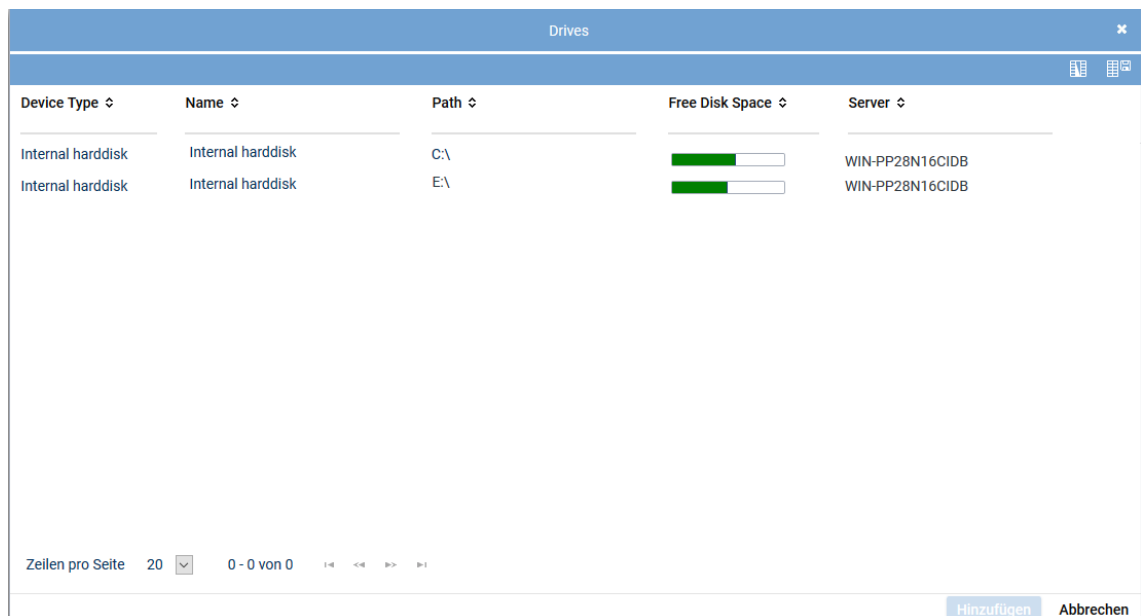 Drives
Device Type Name Path Free Disk Space Server
Internal harddisk Internal harddisk C:\ WIN-PP28N16CIDB
Internal harddisk Internal harddisk E:\ WIN-PP28N16CIDB
Zeilen pro Seite 20 0 - 0 von 0
Hinzufügen Abbrechen